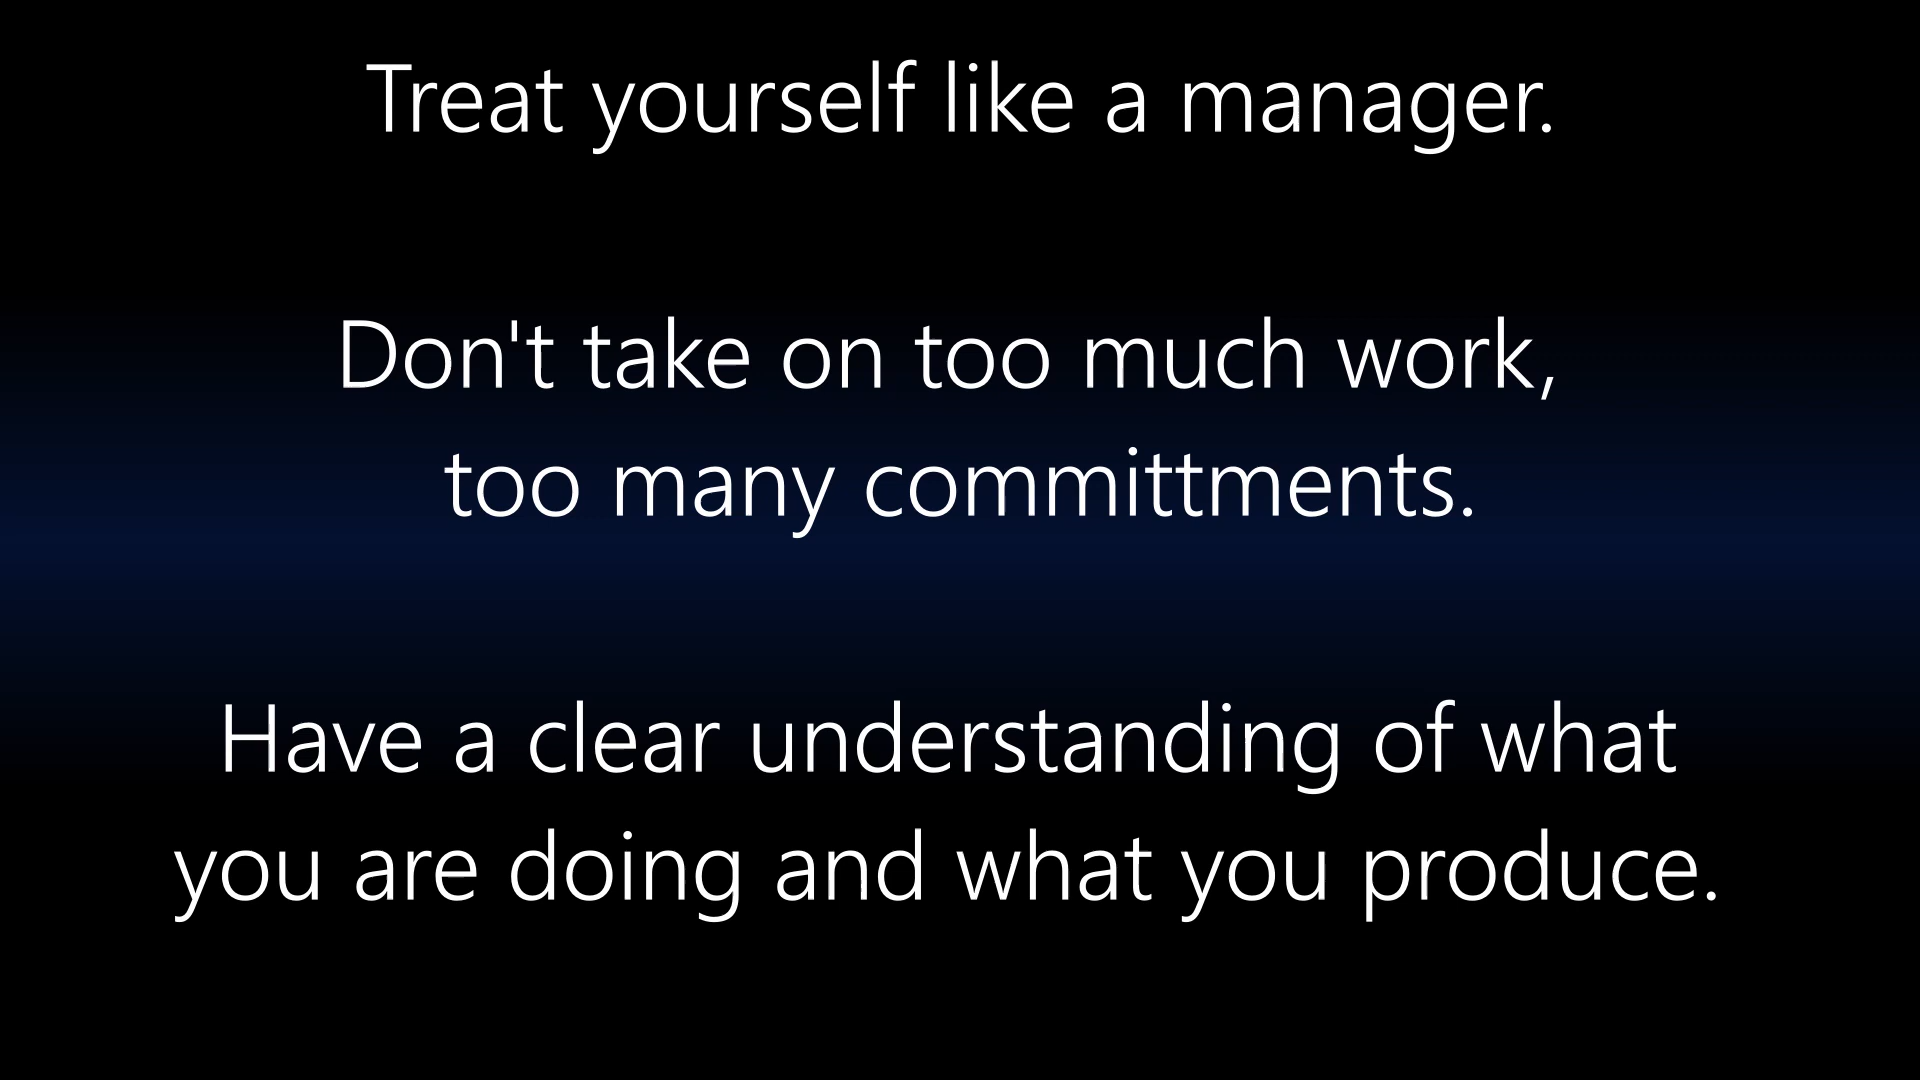 Treat yourself like a manager.
Don't take on too much work,
too many committments.
Have a clear understanding of what
you are doing and what you produce.